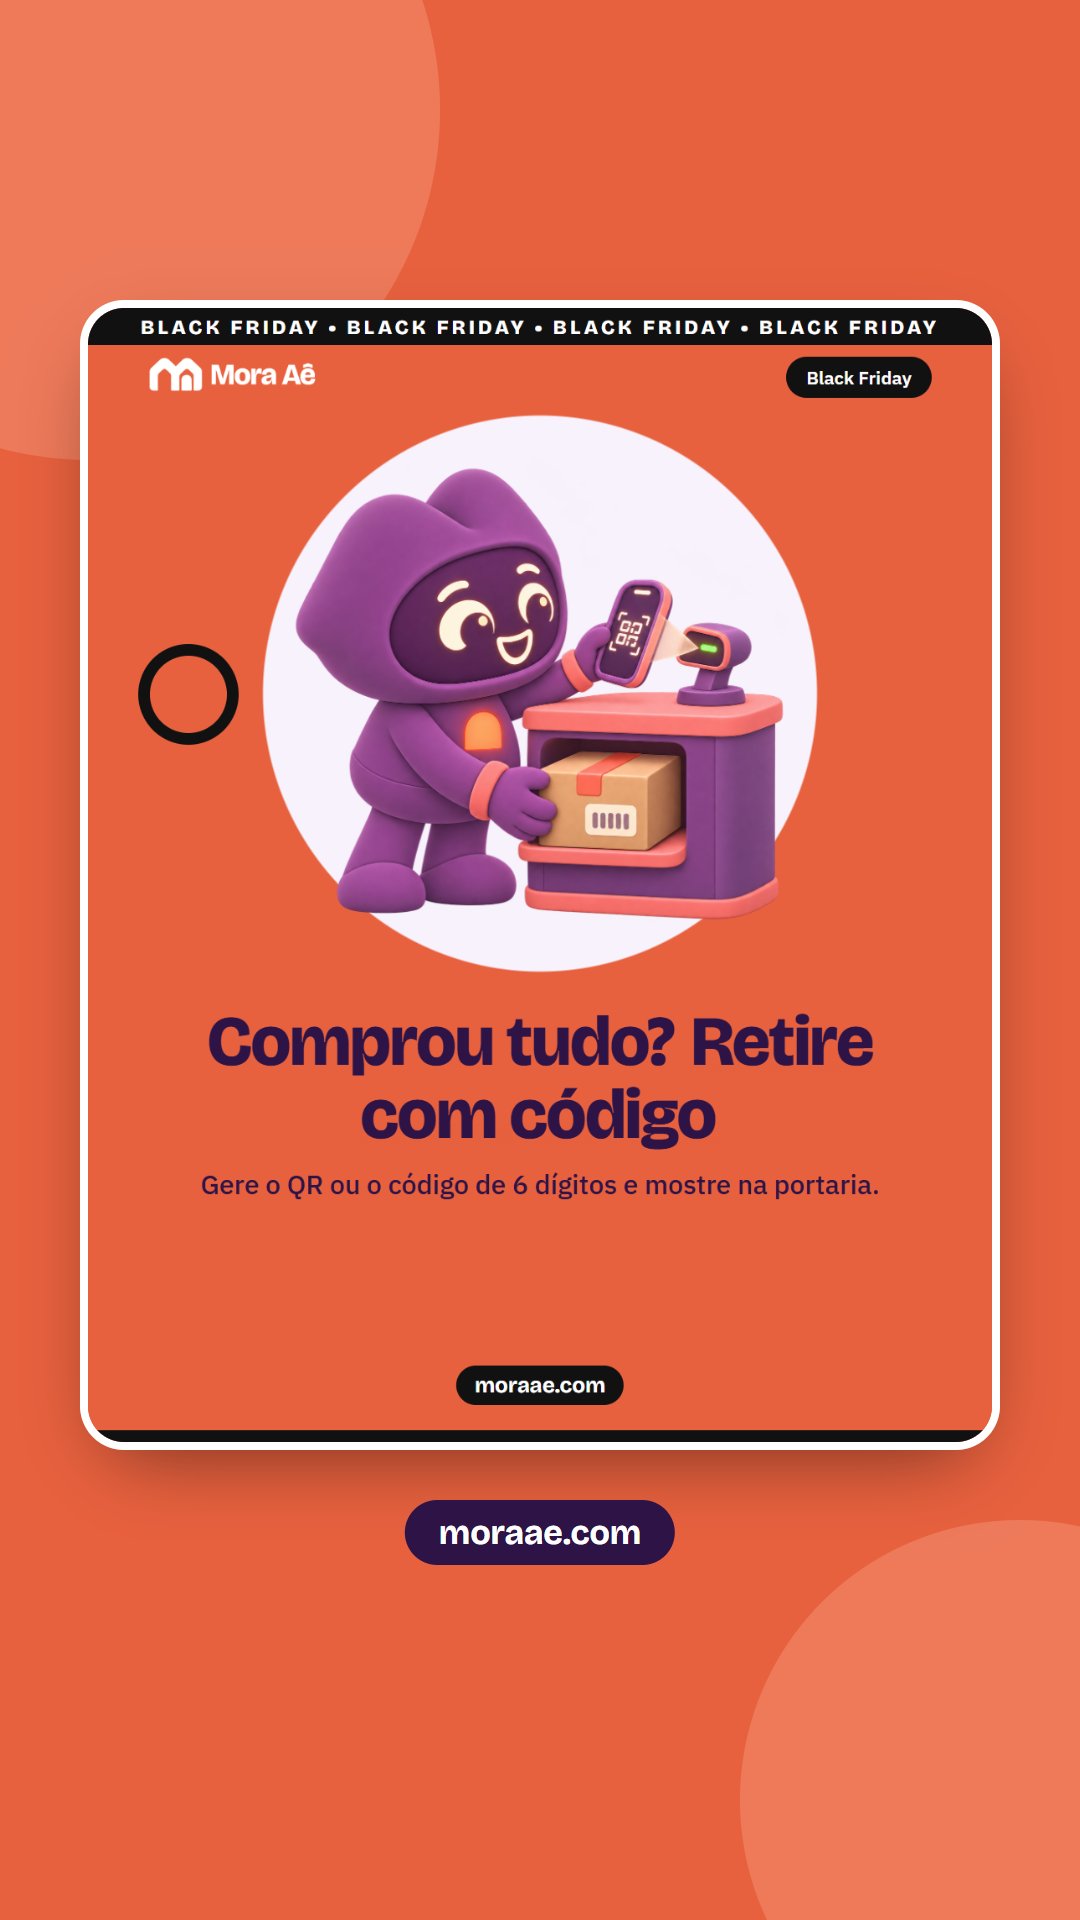 BLACK FRIDAY • BLACK FRIDAY • BLACK FRIDAY • BLACK FRIDAY
Mora Aê
Black Friday
Comprou tudo? Retire
com código
Gere o QR ou o código de 6 dígitos e mostre na portaria.
moraae.com
moraae.com